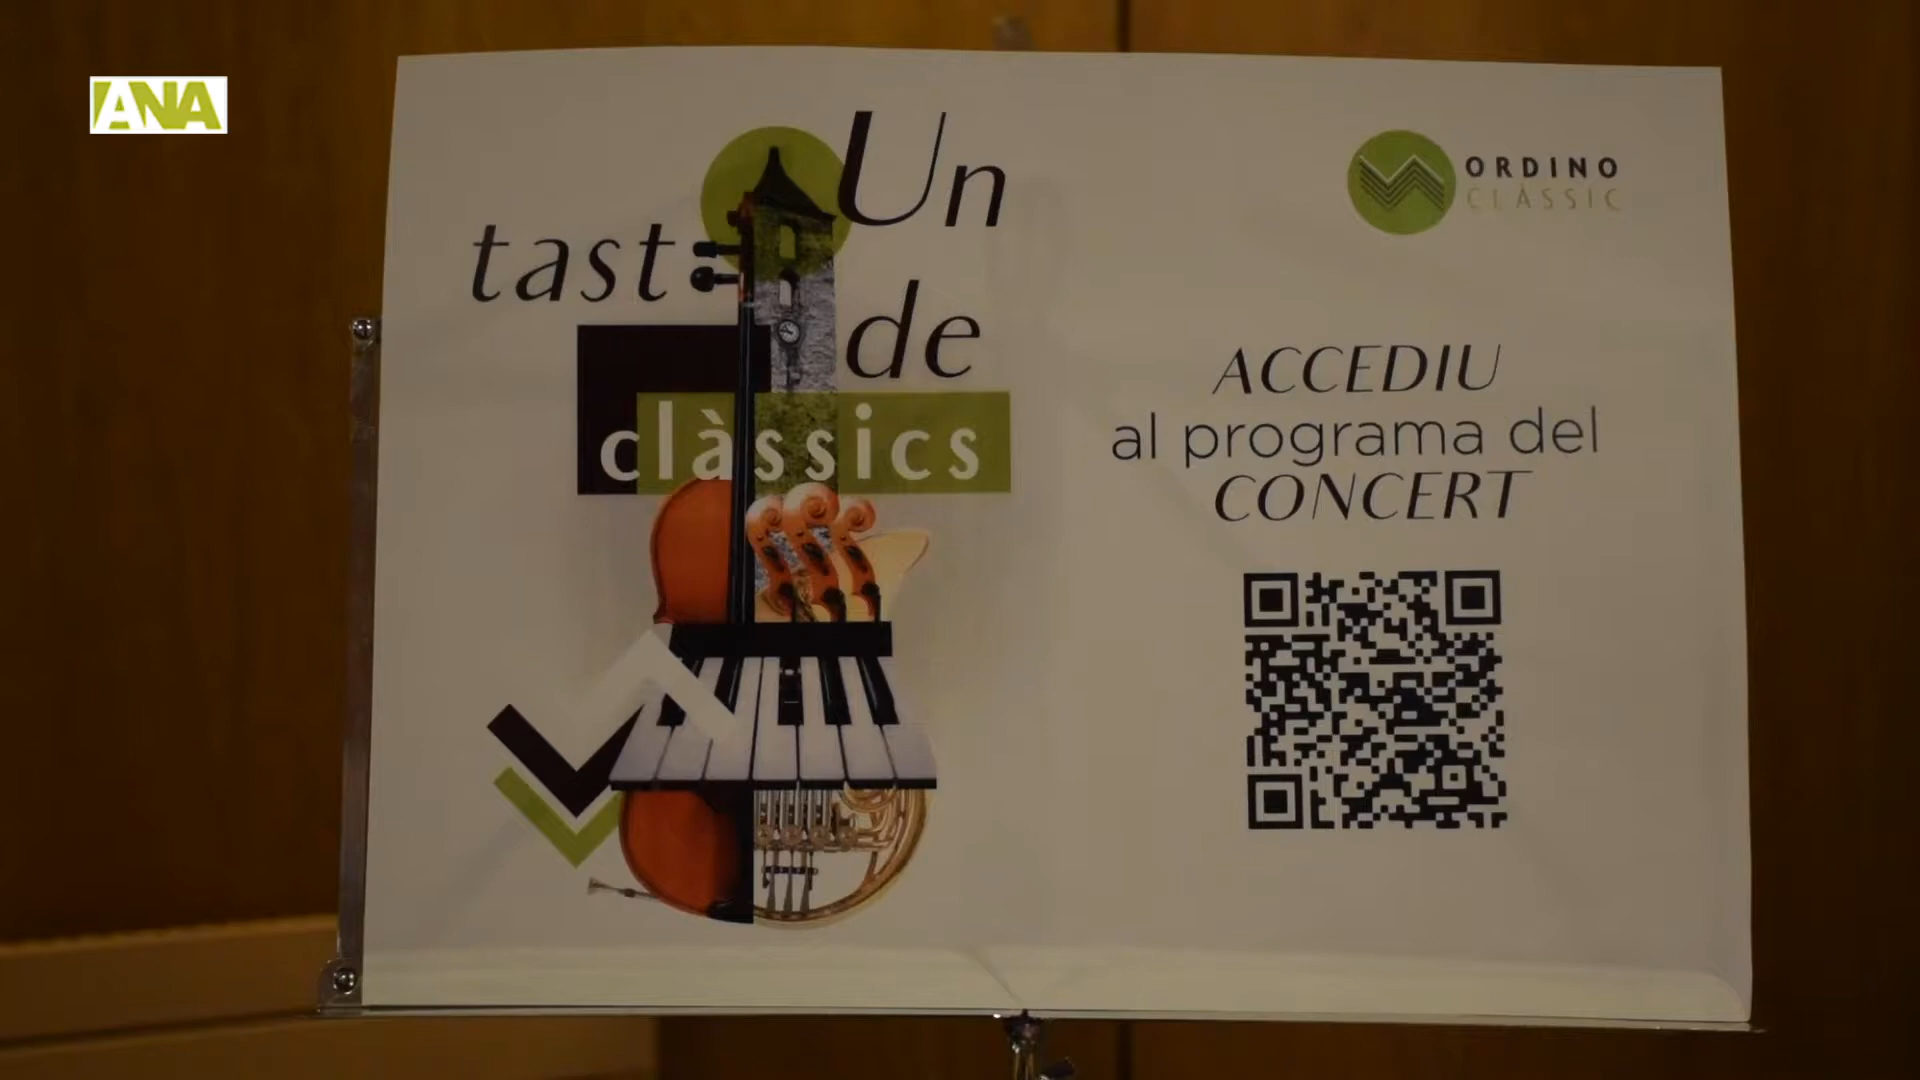 ANA
Un
tast
de
clàssics
ORDINO
CLÀSSIC
ACCEDIU
al programa del
CONCERT